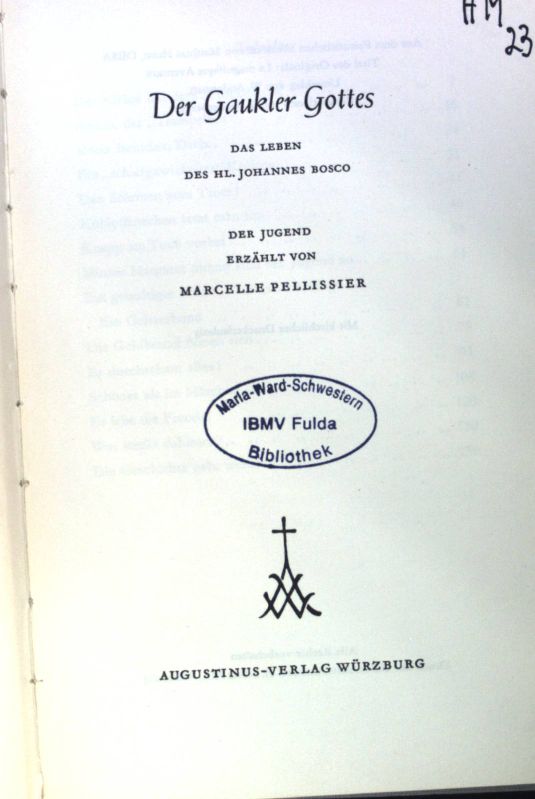 HM
23
Der Gaukler Gottes
DAS LEBEN
DES HL. JOHANNES BOSCO
DER JUGEND
ERZÄHLT VON
MARCELLE PELLISSIER
Maria-Ward-Schwestern
IBMV Fulda
Bibliothek
AUGUSTINUS-VERLAG WÜRZBURG